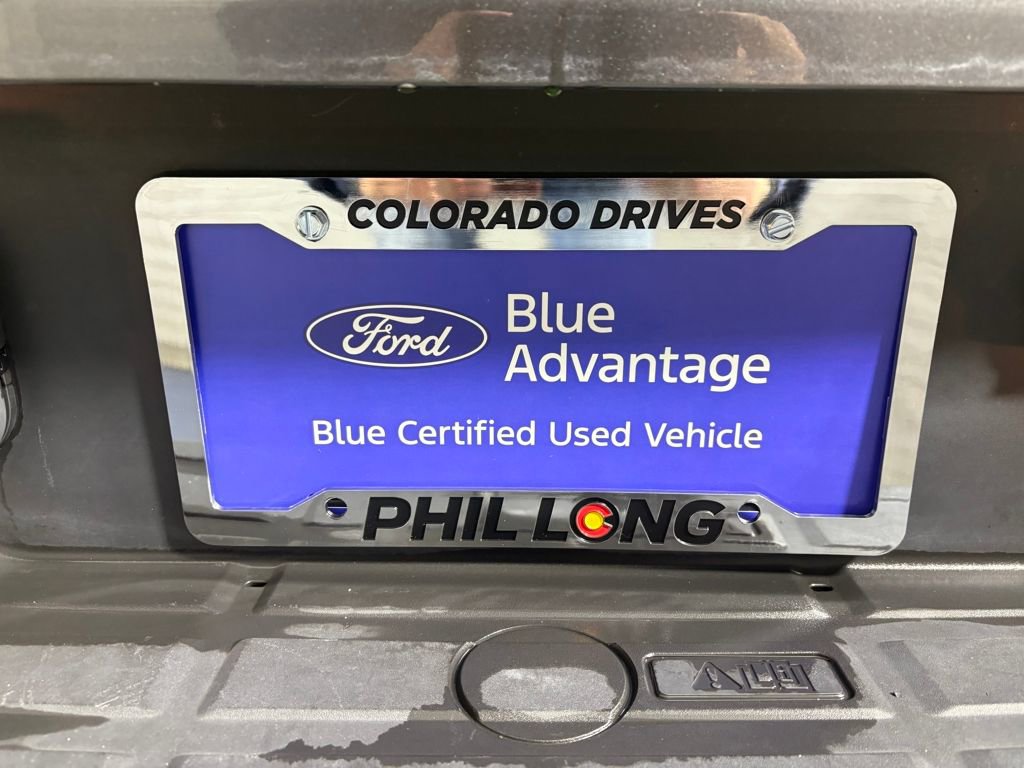 COLORADO DRIVES
Ford
Blue
Advantage
Blue Certified Used Vehicle
PHIL LONG